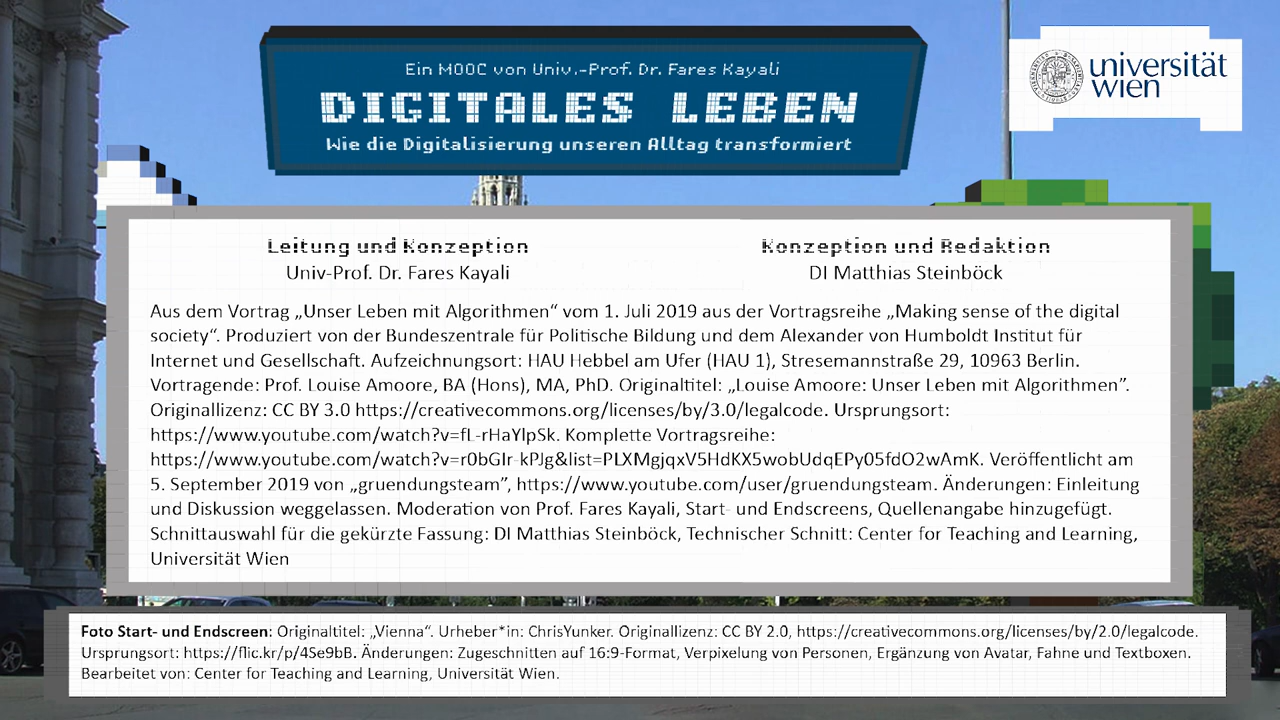 Ein MOOC von Univ.-Prof. Dr. Fares Kayali
DIGITALES LEBEN
Wie die Digitalisierung unseren Alltag transformiert
universität
wien
Leitung und Konzeption
Univ-Prof. Dr. Fares Kayali
Konzeption und Redaktion
DI Matthias Steinböck
Aus dem Vortrag „Unser Leben mit Algorithmen“ vom 1. Juli 2019 aus der Vortragsreihe „Making sense of the digital
society“. Produziert von der Bundeszentrale für Politische Bildung und dem Alexander von Humboldt Institut für
Internet und Gesellschaft. Aufzeichnungsort: HAU Hebbel am Ufer (HAU 1), Stresemannstraße 29, 10963 Berlin.
Vortragende: Prof. Louise Amoore, BA (Hons), MA, PhD. Originaltitel: „Louise Amoore: Unser Leben mit Algorithmen”.
Originallizenz: CC BY 3.0 https://creativecommons.org/licenses/by/3.0/legalcode. Ursprungsort:
https://www.youtube.com/watch?v=fL-rHaYlpSk. Komplette Vortragsreihe:
https://www.youtube.com/watch?v=r0bGIr-kPJg&list=PLXMgjqxV5HdKX5wobUdqEPy05fdO2wAmK. Veröffentlicht am
5. September 2019 von „gruendungsteam”, https://www.youtube.com/user/gruendungsteam. Änderungen: Einleitung
und Diskussion weggelassen. Moderation von Prof. Fares Kayali, Start- und Endscreens, Quellenangabe hinzugefügt.
Schnittauswahl für die gekürzte Fassung: DI Matthias Steinböck, Technischer Schnitt: Center for Teaching and Learning,
Universität Wien
Foto Start- und Endscreen: Originaltitel: „Vienna“. Urheber*in: ChrisYunker. Originallizenz: CC BY 2.0, https://creativecommons.org/licenses/by/2.0/legalcode.
Ursprungsort: https://flic.kr/p/4Se9bB. Änderungen: Zugeschnitten auf 16:9-Format, Verpixelung von Personen, Ergänzung von Avatar, Fahne und Textboxen.
Bearbeitet von: Center for Teaching and Learning, Universität Wien.